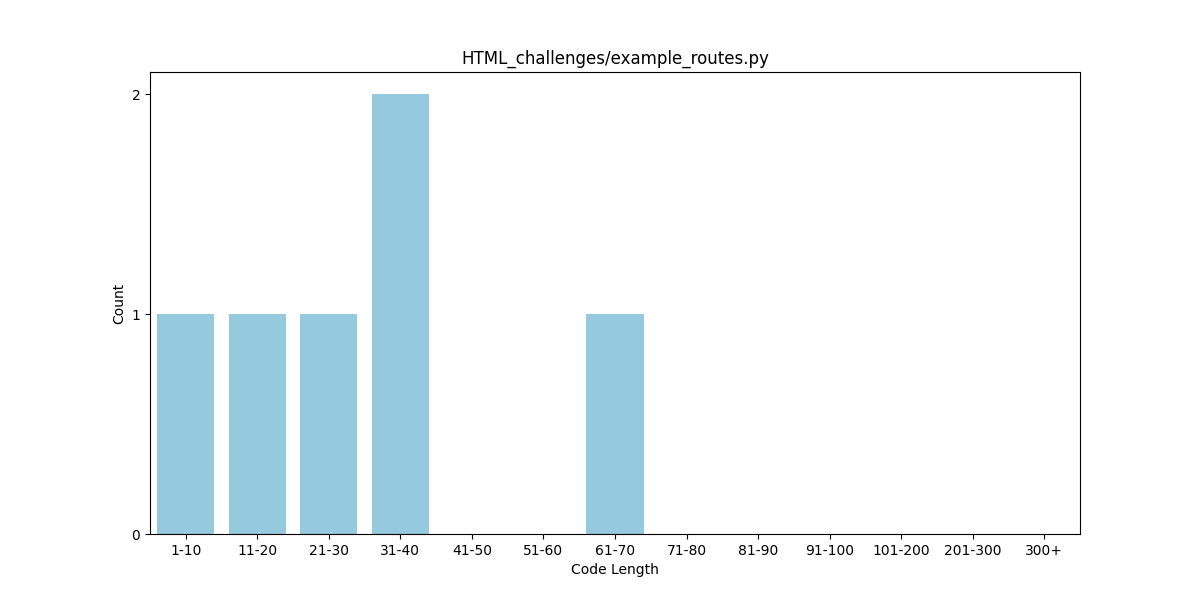 HTML_challenges/example_routes.py
2
1
0
Count
1-10 11-20 21-30 31-40 41-50 51-60 61-70 71-80 81-90 91-100 101-200 201-300 300+
Code Length